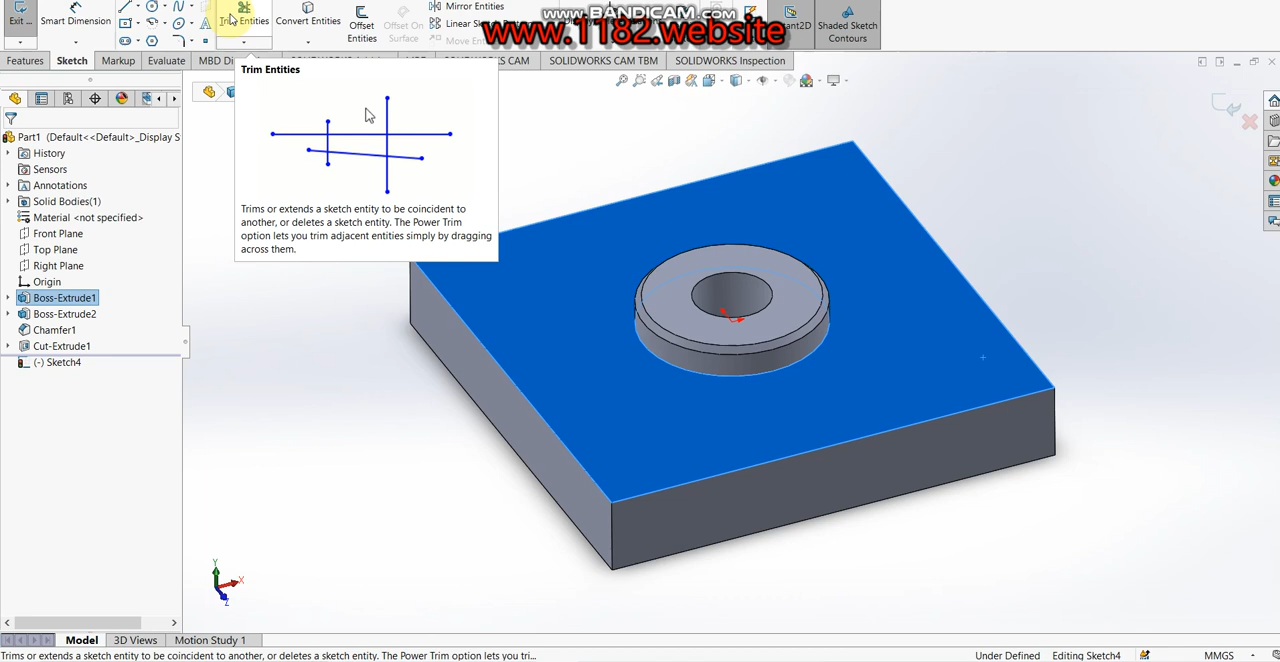 Exit ...
Smart Dimension
Trim Entities
Convert Entities
Offset
Entities
Offset
On
Surface
Mirror Entities
Linear Sketch
Move
www.BANDICAM.com
www.1182.website
Shaded Sketch
Contours
Features
Sketch
Markup
Evaluate
MBD
SOLIDWORKS CAM TBM
SOLIDWORKS Inspection
Trim Entities
Trims or extends a sketch entity to be coincident to
another, or deletes a sketch entity. The Power Trim
option lets you trim adjacent entities simply by dragging
across them.
Part1 (Default<<Default>_Display S
History
Sensors
Annotations
Solid Bodies(1)
Material <not specified>
Front Plane
Top Plane
Right Plane
Origin
Boss-Extrude1
Boss-Extrude2
Chamfer1
Cut-Extrude1
(-) Sketch4
Y
X
Z
Model
3D Views
Motion Study 1
Trims or extends a sketch entity to be coincident to another, or deletes a sketch entity. The Power Trim option lets you tri...
Under Defined
Editing Sketch4
MMGS